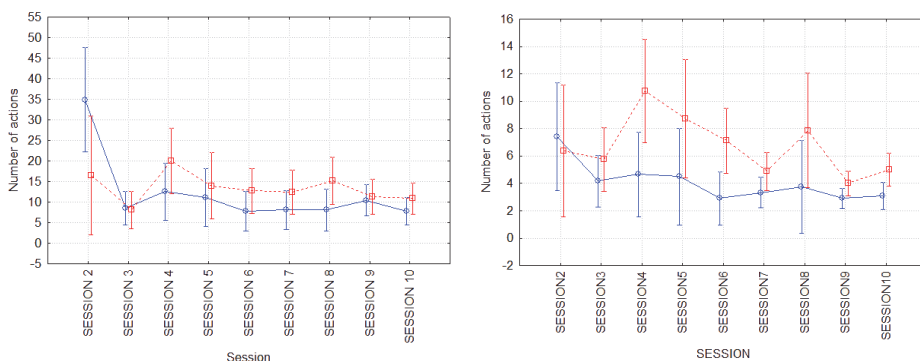 55
50
45
40
35
30
25
20
15
10
5
0
-5
Number of actions
SESSION 2
SESSION 3
SESSION 4
SESSION 5
SESSION 6
SESSION 7
SESSION 8
SESSION 9
SESSION 10
Session
16
14
12
10
8
6
4
2
0
-2
Number of actions
SESSION2
SESSION3
SESSION4
SESSION5
SESSION6
SESSION7
SESSION8
SESSION9
SESSION10
SESSION